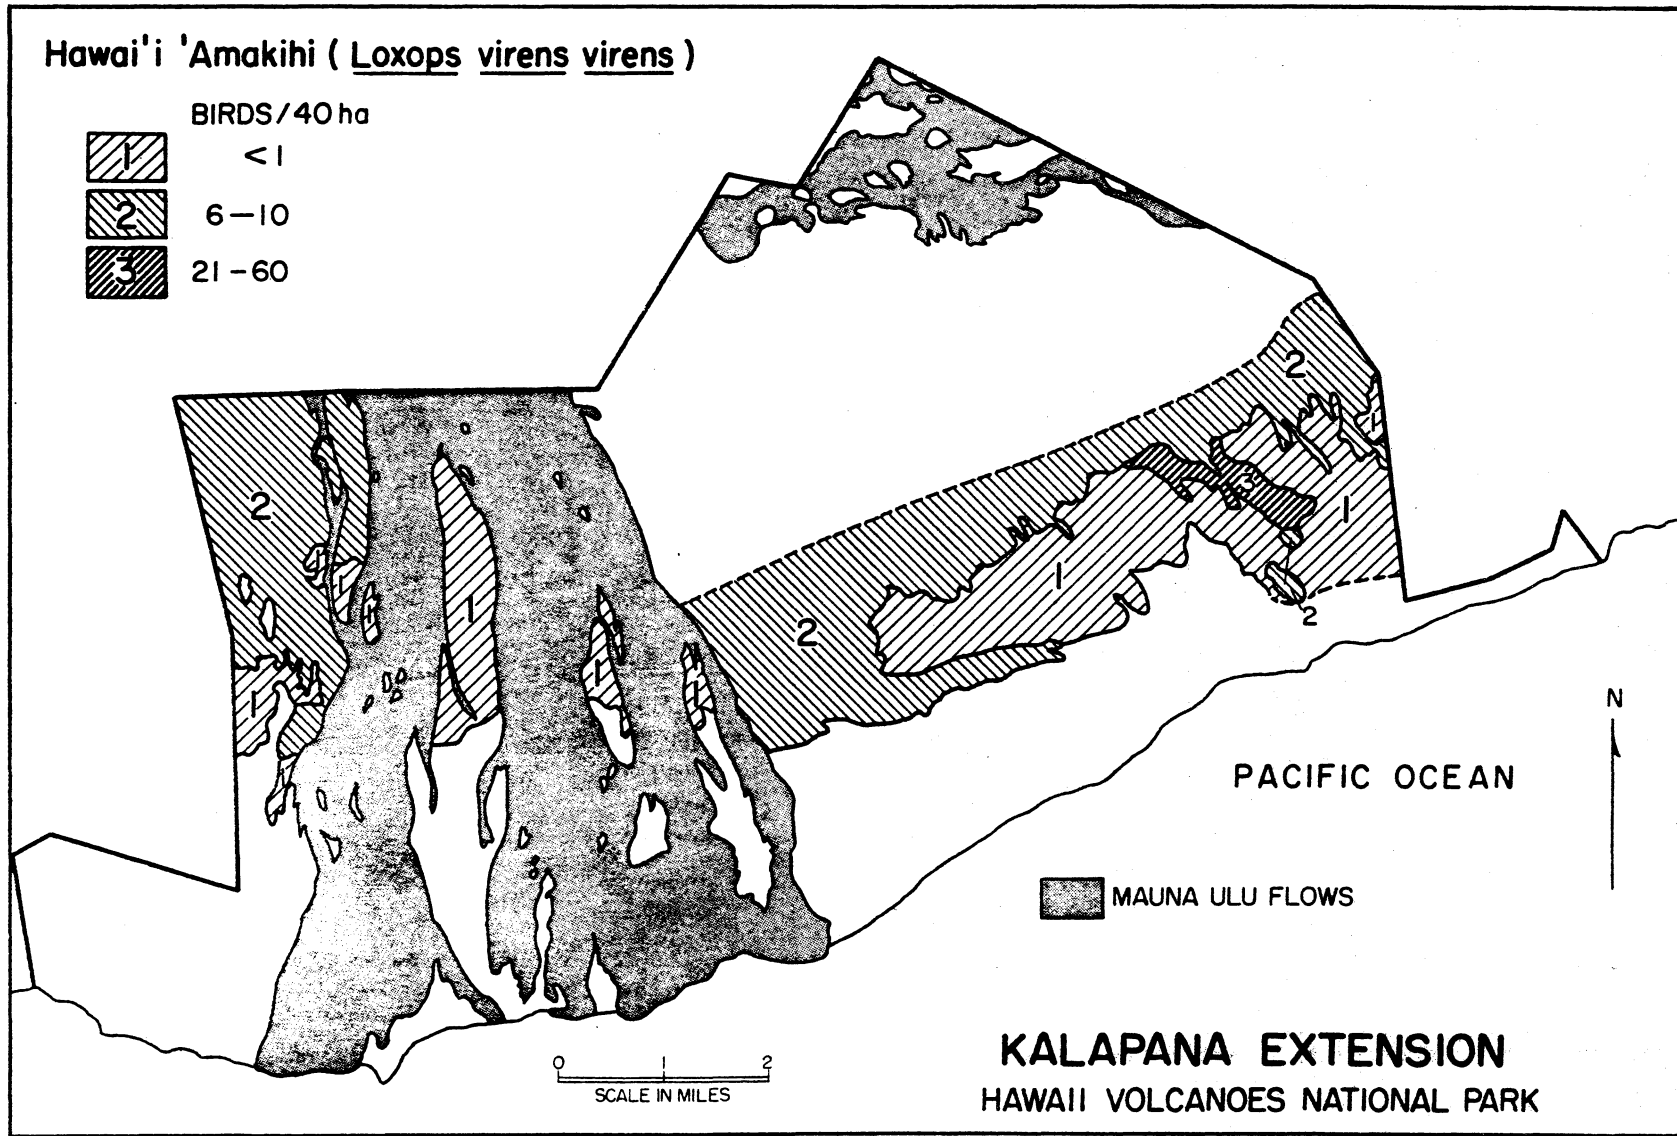 Hawai'i 'Amakihi ( Loxops virens virens )
BIRDS/40 ha
1 <1
2 6–10
3 21–60
2
2
1
3
1
2
1
1
1
1
1
2
1
2
N
PACIFIC OCEAN
MAUNA ULU FLOWS
0 1 2
SCALE IN MILES
KALAPANA EXTENSION
HAWAII VOLCANOES NATIONAL PARK